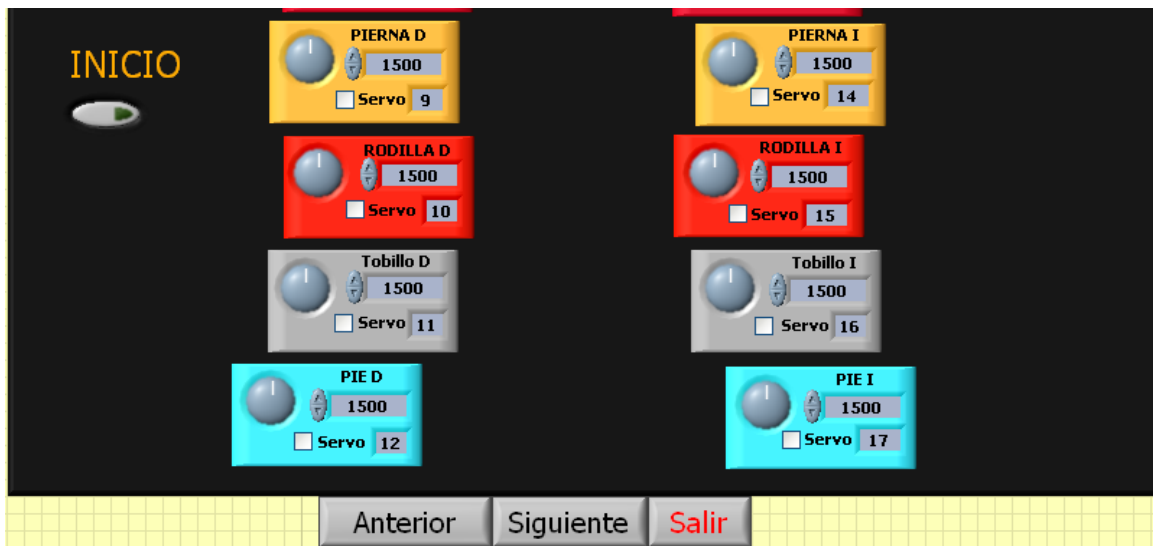 INICIO
PIERNA D
1500
Servo 9
PIERNA I
1500
Servo 14
RODILLA D
1500
Servo 10
RODILLA I
1500
Servo 15
Tobillo D
1500
Servo 11
Tobillo I
1500
Servo 16
PIE D
1500
Servo 12
PIE I
1500
Servo 17
Anterior Siguiente Salir